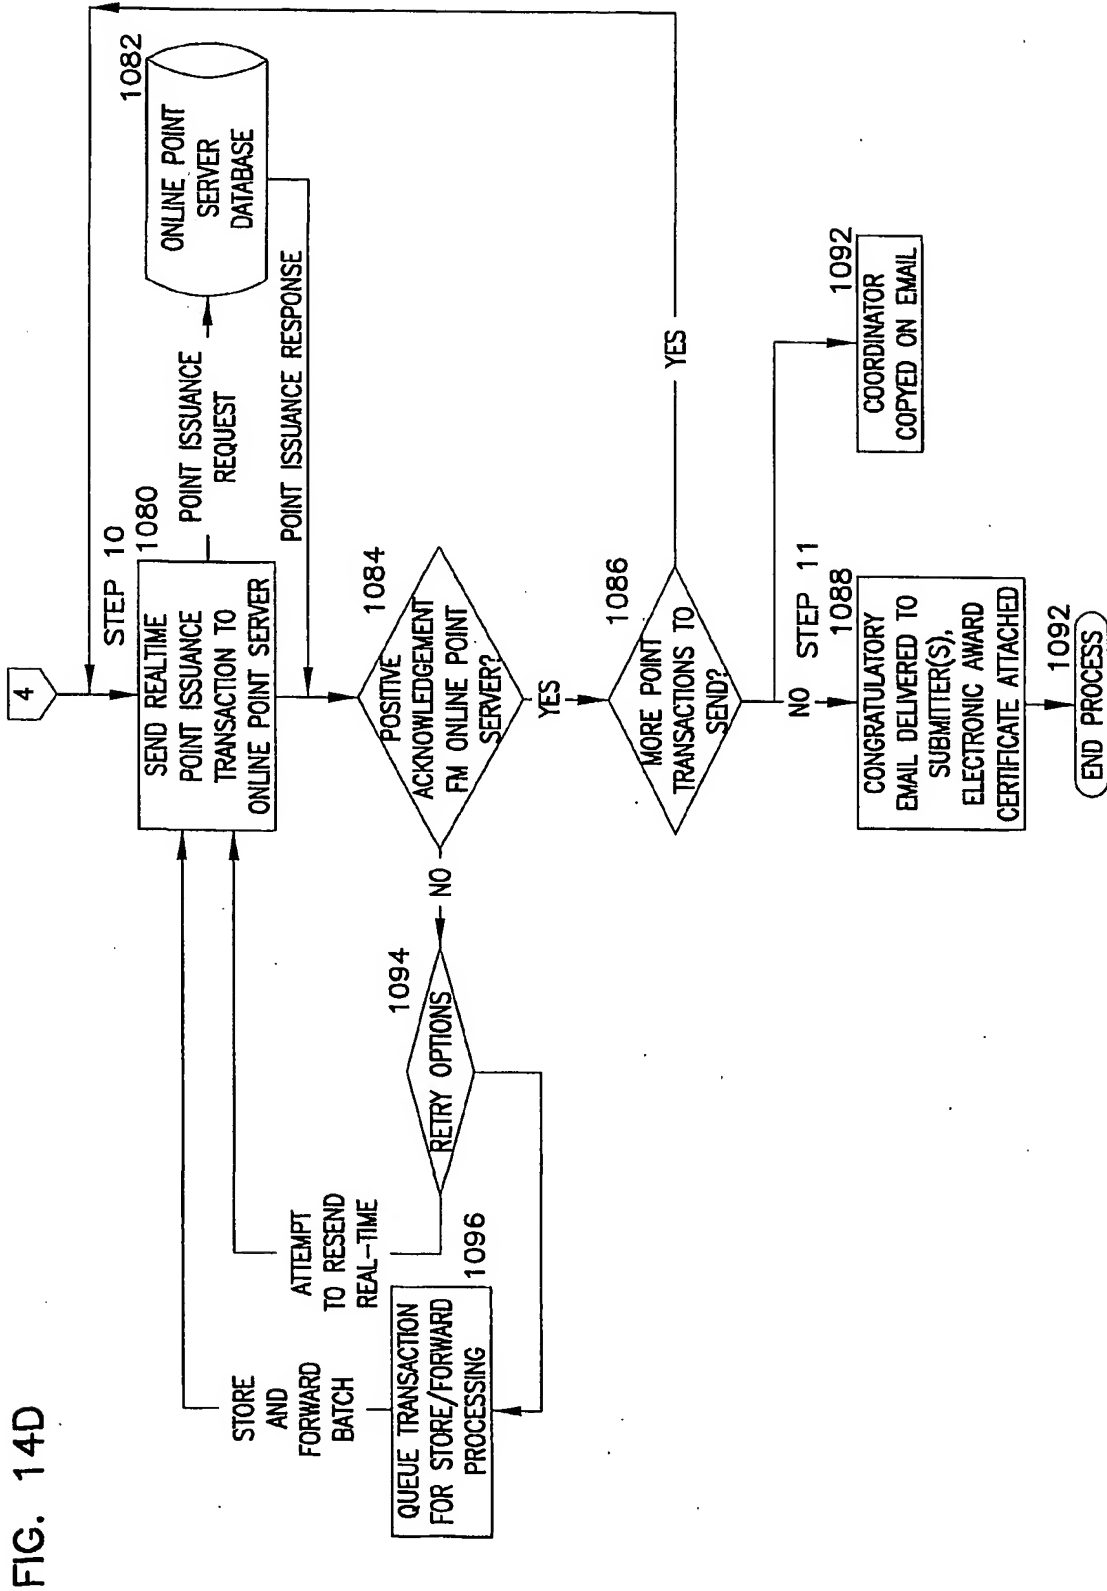 FIG. 14D
4
STEP 10
1080
SEND REALTIME
POINT ISSUANCE
TRANSACTION TO
ONLINE POINT SERVER
POINT ISSUANCE
REQUEST
1082
ONLINE POINT
SERVER
DATABASE
POINT ISSUANCE RESPONSE
1084
POSITIVE
ACKNOWLEDGEMENT
FM ONLINE POINT
SERVER?
NO
YES
1094
RETRY OPTIONS
ATTEMPT
TO RESEND
REAL-TIME
STORE
AND
FORWARD
BATCH
1096
QUEUE TRANSACTION
FOR STORE/FORWARD
PROCESSING
1086
MORE POINT
TRANSACTIONS TO
SEND?
YES
NO
STEP 11
1088
CONGRATULATORY
EMAIL DELIVERED TO
SUBMITTER(S),
ELECTRONIC AWARD
CERTIFICATE ATTACHED
1092
COORDINATOR
COPYED ON EMAIL
1092
END PROCESS